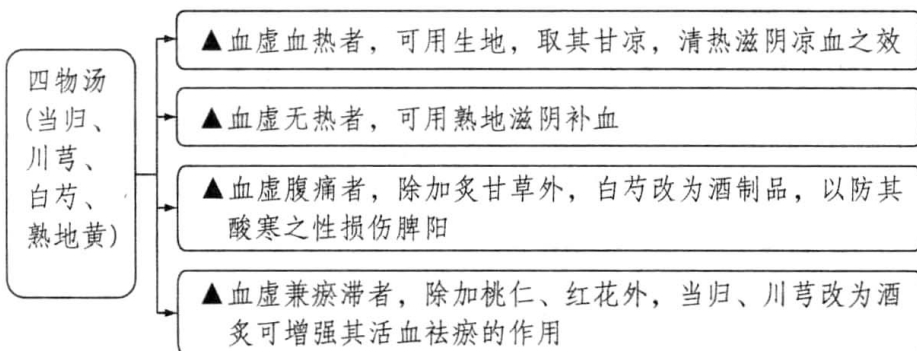 四物汤
(当归、
川芎、
白芍、
熟地黄)
▲血虚血热者，可用生地，取其甘凉，清热滋阴凉血之效
▲血虚无热者，可用熟地滋阴补血
▲血虚腹痛者，除加炙甘草外，白芍改为酒制品，以防其
酸寒之性损伤脾阳
▲血虚兼瘀滞者，除加桃仁、红花外，当归、川芎改为酒
炙可增强其活血祛瘀的作用